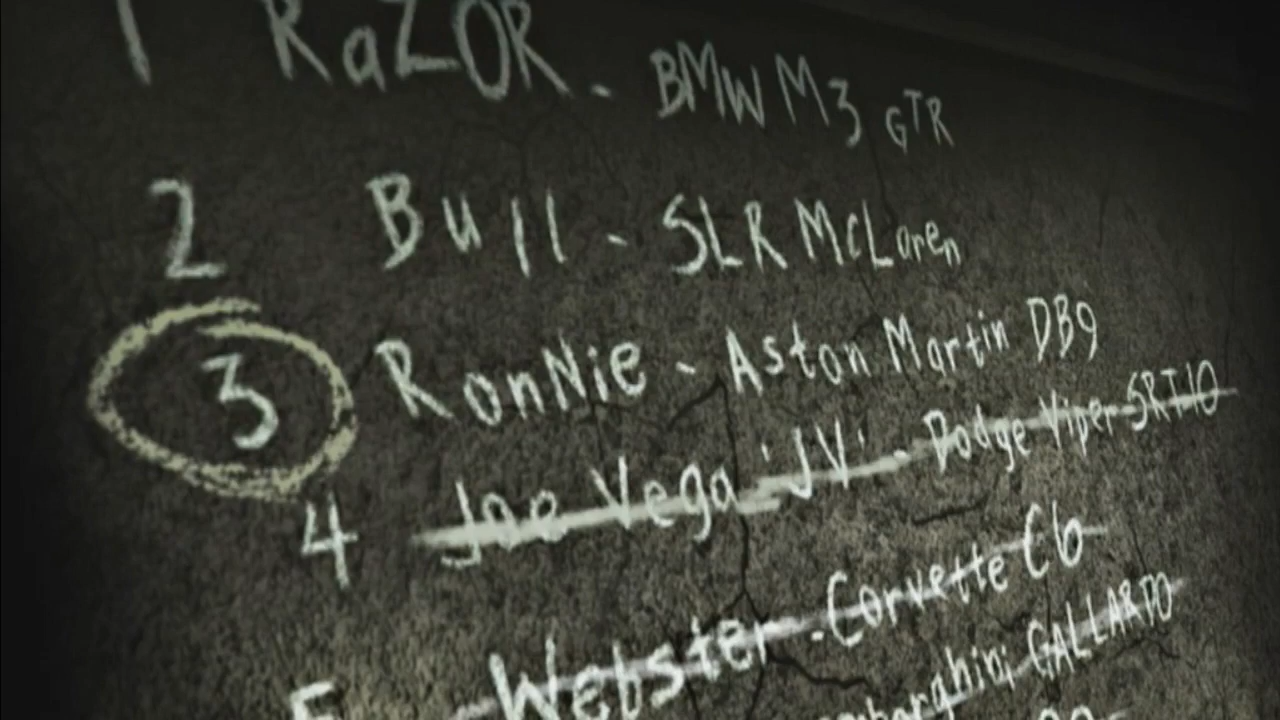 1 RaZOR - BMW M3 GTR
2 Bull - SLR McLaren
3 RonNie - Aston Martin DB9
4 Joe Vega 'JV' - Dodge Viper SRT10
5 Webster - Corvette C6
GALLARDO